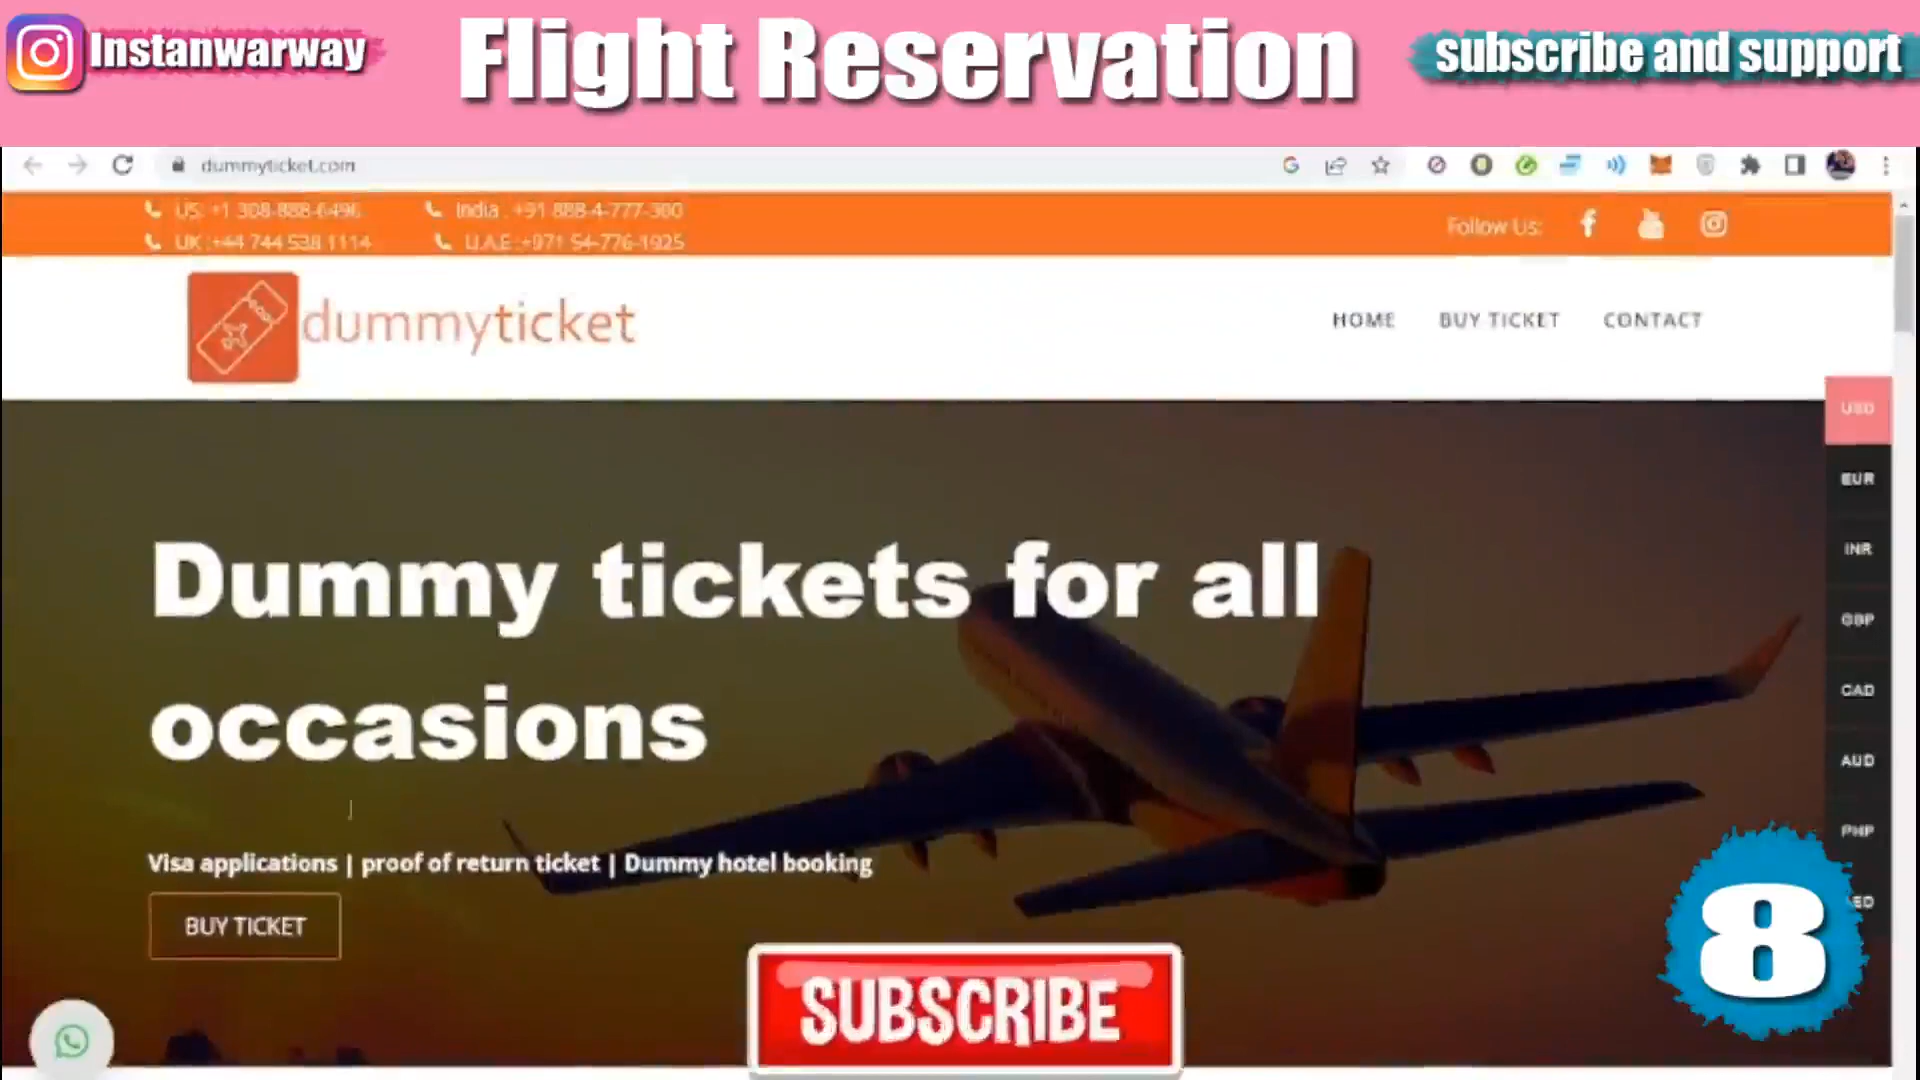 Instanwarway
Flight Reservation
subscribe and support
dummyticket.com
US: +1 308-888-6496
India : +91 888-4-777-300
UK :+44 744 538 1114
U.A.E :+971 54-776-1925
Follow Us:
dummyticket
HOME
BUY TICKET
CONTACT
USD
EUR
INR
GBP
CAD
AUD
PHP
Dummy tickets for all
occasions
Visa applications | proof of return ticket | Dummy hotel booking
BUY TICKET
SUBSCRIBE
8